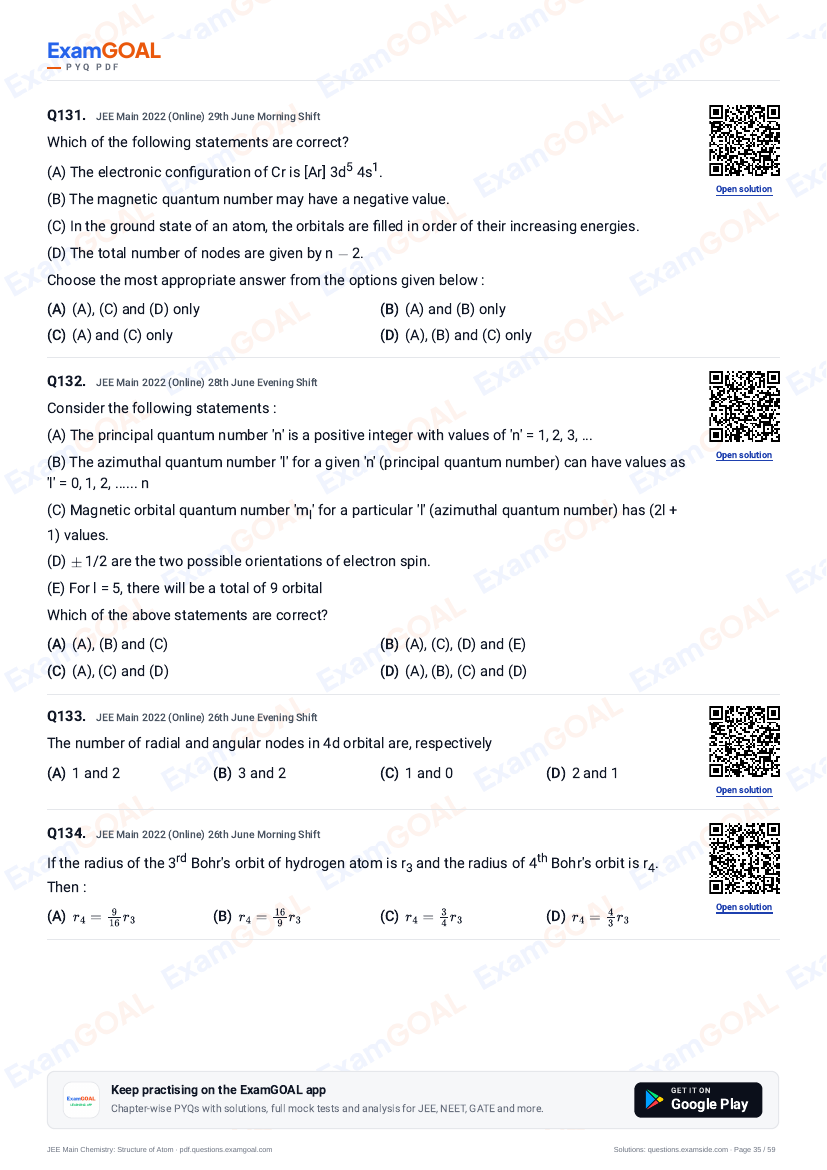 ExamGOAL
PYQ PDF
Q131. JEE Main 2022 (Online) 29th June Morning Shift
Which of the following statements are correct?
(A) The electronic configuration of Cr is [Ar] 3d⁵ 4s¹.
(B) The magnetic quantum number may have a negative value.
(C) In the ground state of an atom, the orbitals are filled in order of their increasing energies.
(D) The total number of nodes are given by n − 2.
Choose the most appropriate answer from the options given below :
(A) (A), (C) and (D) only (B) (A) and (B) only
(C) (A) and (C) only (D) (A), (B) and (C) only
Open solution
Q132. JEE Main 2022 (Online) 28th June Evening Shift
Consider the following statements :
(A) The principal quantum number 'n' is a positive integer with values of 'n' = 1, 2, 3, ...
(B) The azimuthal quantum number 'l' for a given 'n' (principal quantum number) can have values as
'l' = 0, 1, 2, ...... n
(C) Magnetic orbital quantum number 'mₗ' for a particular 'l' (azimuthal quantum number) has (2l +
1) values.
(D) ± 1/2 are the two possible orientations of electron spin.
(E) For l = 5, there will be a total of 9 orbital
Which of the above statements are correct?
(A) (A), (B) and (C) (B) (A), (C), (D) and (E)
(C) (A), (C) and (D) (D) (A), (B), (C) and (D)
Open solution
Q133. JEE Main 2022 (Online) 26th June Evening Shift
The number of radial and angular nodes in 4d orbital are, respectively
(A) 1 and 2 (B) 3 and 2 (C) 1 and 0 (D) 2 and 1
Open solution
Q134. JEE Main 2022 (Online) 26th June Morning Shift
If the radius of the 3ʳᵈ Bohr's orbit of hydrogen atom is r₃ and the radius of 4ᵗʰ Bohr's orbit is r₄.
Then :
(A) r₄ = 9/16 r₃ (B) r₄ = 16/9 r₃ (C) r₄ = 3/4 r₃ (D) r₄ = 4/3 r₃
Open solution
Keep practising on the ExamGOAL app
Chapter-wise PYQs with solutions, full mock tests and analysis for JEE, NEET, GATE and more.
GET IT ON
Google Play
JEE Main Chemistry: Structure of Atom · pdf.questions.examgoal.com
Solutions: questions.examside.com · Page 35 / 59